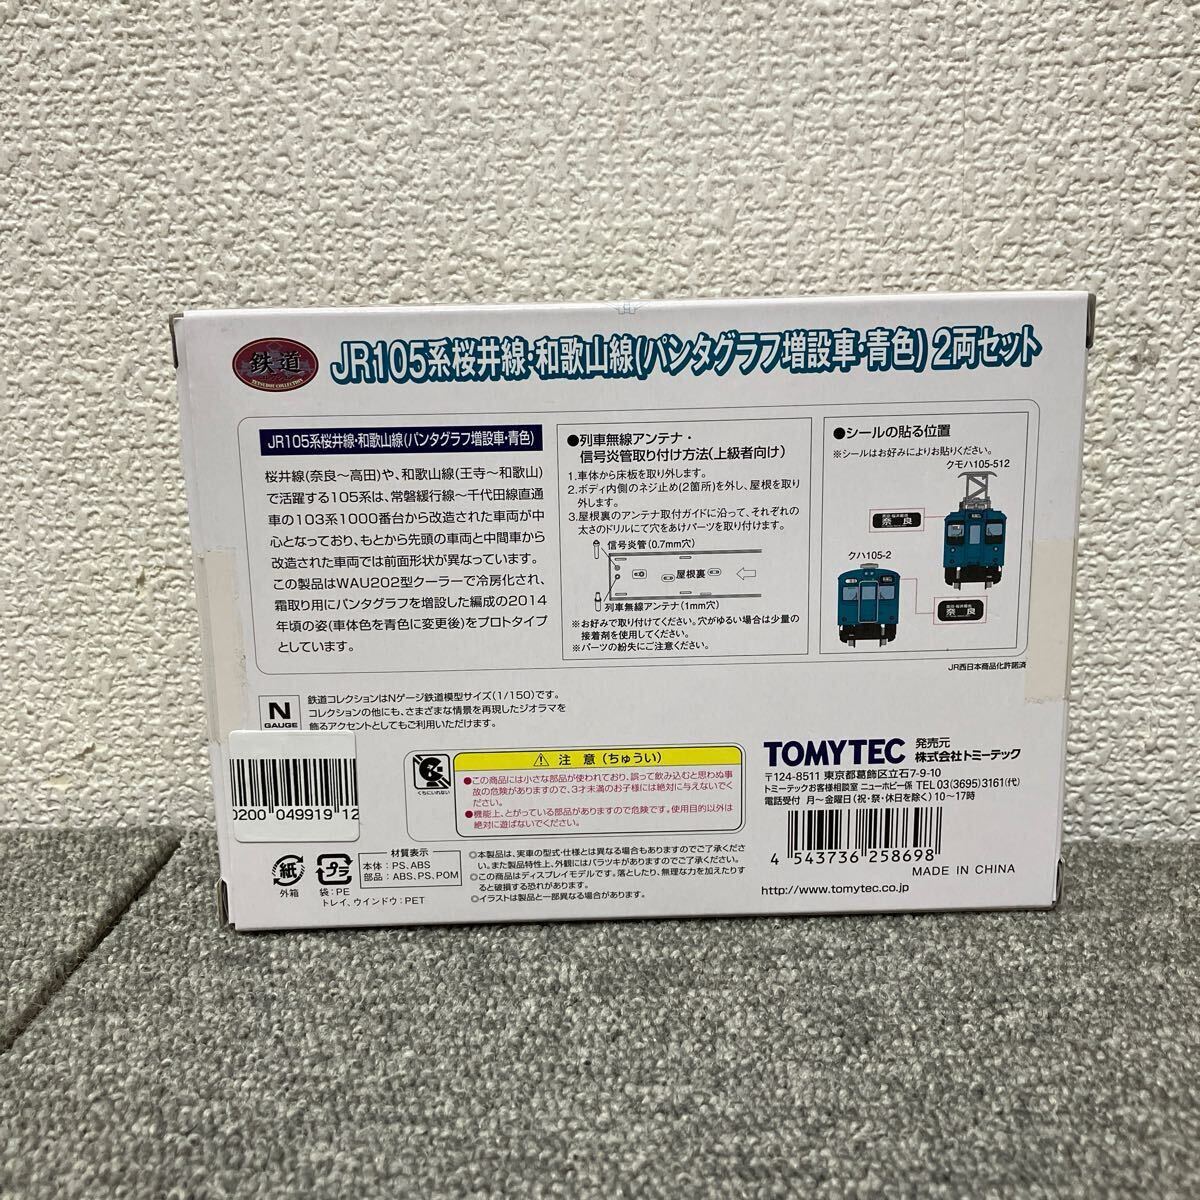 鉄道
TETSUDOU COLLECTION
JR105系桜井線・和歌山線(パンタグラフ増設車・青色) 2両セット
JR105系桜井線・和歌山線(パンタグラフ増設車・青色)
桜井線(奈良～高田)や、和歌山線(王寺～和歌山)
で活躍する105系は、常磐緩行線～千代田線直通
車の103系1000番台から改造された車両が中
心となっており、もとから先頭の車両と中間車から
改造された車両では前面形状が異なっています。
この製品はWAU202型クーラーで冷房化され、
霜取り用にパンタグラフを増設した編成の2014
年頃の姿(車体色を青色に変更後)をプロトタイプ
としています。
●列車無線アンテナ・
信号炎管取り付け方法(上級者向け)
1.車体から床板を取り外します。
2.ボディ内側のネジ止め(2箇所)を外し、屋根を取り
外します。
3.屋根裏のアンテナ取付ガイドに沿って、それぞれの
太さのドリルにて穴をあけパーツを取り付けます。
信号炎管(0.7mm穴)
屋根裏
列車無線アンテナ(1mm穴)
※お好みで取り付けてください。穴がゆるい場合は少量の
接着剤を使用してください。
※パーツの紛失にご注意ください。
●シールの貼る位置
※シールはお好みによりお貼りください。
クモハ105-512
奈良
クハ105-2
奈良
JR西日本商品化許諾済
N
GAUGE
鉄道コレクションはNゲージ鉄道模型サイズ(1/150)です。
コレクションの他にも、さまざまな情景を再現したジオラマを
飾るアクセントとしてもご利用いただけます。
0200 049919 12
くちにいれない
注意(ちゅうい)
●この商品には小さな部品が使われており、誤って飲み込むと思わぬ事
故の危険がありますので、3才未満のお子様には絶対に与えないでく
ださい。
●機能上、とがっている部品がありますので危険です。使用目的以外は
絶対に遊ばないでください。
TOMYTEC 発売元 株式会社トミーテック
〒124-8511 東京都葛飾区立石7-9-10
トミーテックお客様相談室 ニューホビー係 TEL 03(3695)3161(代)
電話受付 月～金曜日(祝・祭・休日を除く)10～17時
4 543736 258698
MADE IN CHINA
http://www.tomytec.co.jp
紙
外箱
プラ
袋:PE
トレイ、ウインドウ:PET
材質表示
本体:PS,ABS
部品:ABS,PS,POM
◎本製品は、実車の型式・仕様とは異なる場合もありますのでご了承くださ
い。また製品特性上、外観にはバラツキがありますのでご了承ください。
◎この商品はディスプレイモデルです。落としたり、無理な力を加えたりす
ると破損する恐れがあります。
◎イラストは製品と一部異なる場合があります。